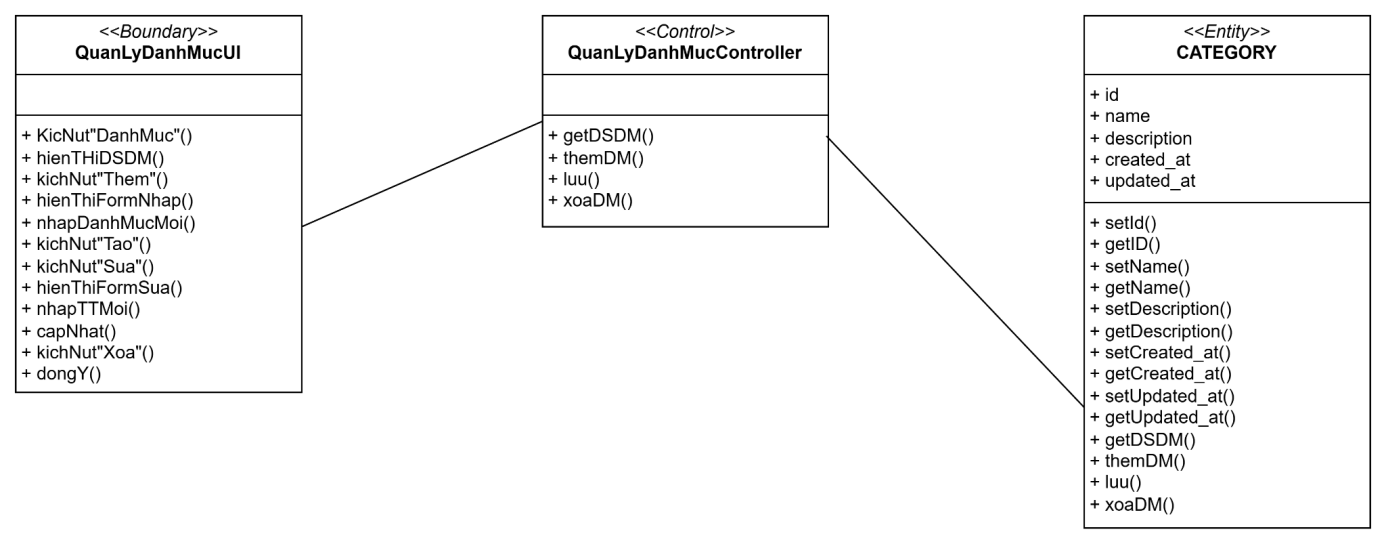 <<Boundary>>
QuanLyDanhMucUI
+ KicNut"DanhMuc"()
+ hienTHiDSDM()
+ kichNut"Them"()
+ hienThiFormNhap()
+ nhapDanhMucMoi()
+ kichNut"Tao"()
+ kichNut"Sua"()
+ hienThiFormSua()
+ nhapTTMoi()
+ capNhat()
+ kichNut"Xoa"()
+ dongY()
<<Control>>
QuanLyDanhMucController
+ getDSDM()
+ themDM()
+ luu()
+ xoaDM()
<<Entity>>
CATEGORY
+ id
+ name
+ description
+ created_at
+ updated_at
+ setId()
+ getID()
+ setName()
+ getName()
+ setDescription()
+ getDescription()
+ setCreated_at()
+ getCreated_at()
+ setUpdated_at()
+ getUpdated_at()
+ getDSDM()
+ themDM()
+ luu()
+ xoaDM()